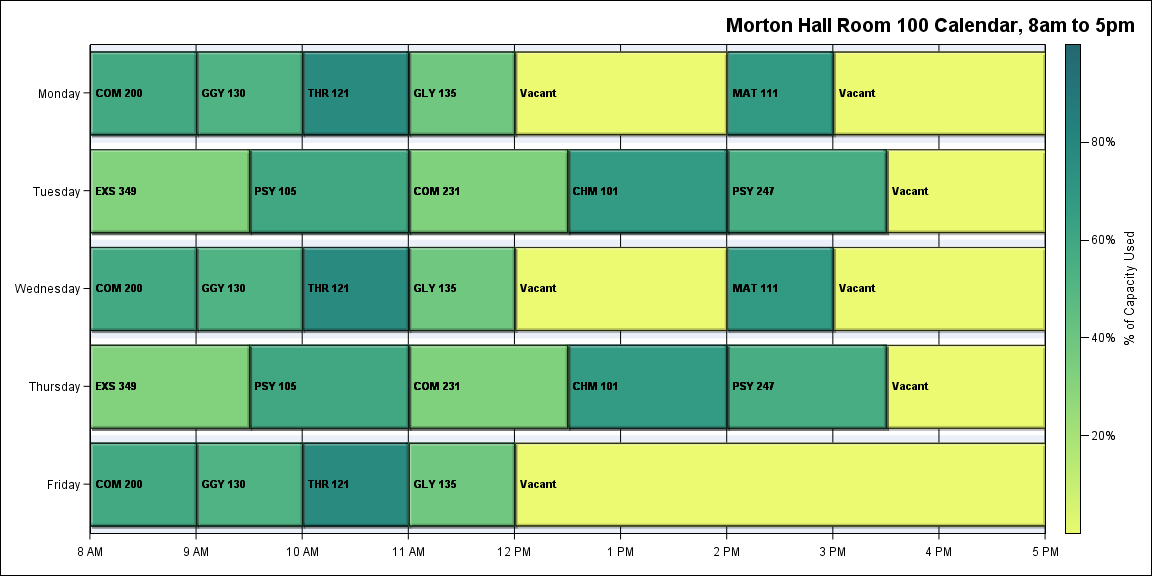 Morton Hall Room 100 Calendar, 8am to 5pm
Monday COM 200 GGY 130 THR 121 GLY 135 Vacant MAT 111 Vacant
80%
Tuesday EXS 349 PSY 105 COM 231 CHM 101 PSY 247 Vacant
60%
% of Capacity Used
Wednesday COM 200 GGY 130 THR 121 GLY 135 Vacant MAT 111 Vacant
40%
Thursday EXS 349 PSY 105 COM 231 CHM 101 PSY 247 Vacant
20%
Friday COM 200 GGY 130 THR 121 GLY 135 Vacant
8 AM 9 AM 10 AM 11 AM 12 PM 1 PM 2 PM 3 PM 4 PM 5 PM